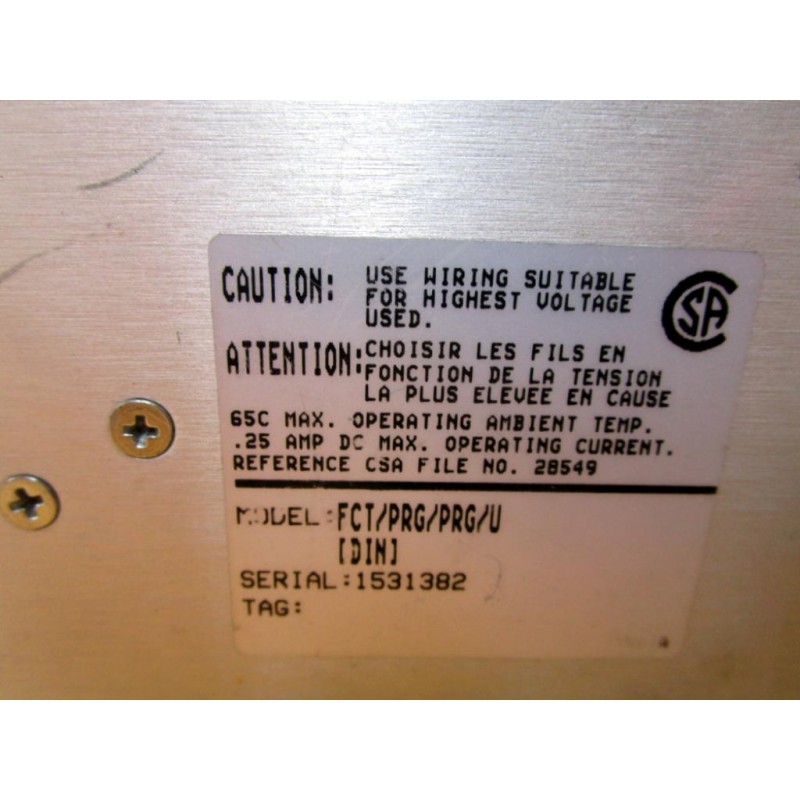 CAUTION: USE WIRING SUITABLE
FOR HIGHEST VOLTAGE
USED.
CSA
ATTENTION: CHOISIR LES FILS EN
FONCTION DE LA TENSION
LA PLUS ELEVEE EN CAUSE
65C MAX. OPERATING AMBIENT TEMP.
.25 AMP DC MAX. OPERATING CURRENT.
REFERENCE CSA FILE NO. 28549
MODEL:FCT/PRG/PRG/U
[DIN]
SERIAL:1531382
TAG: